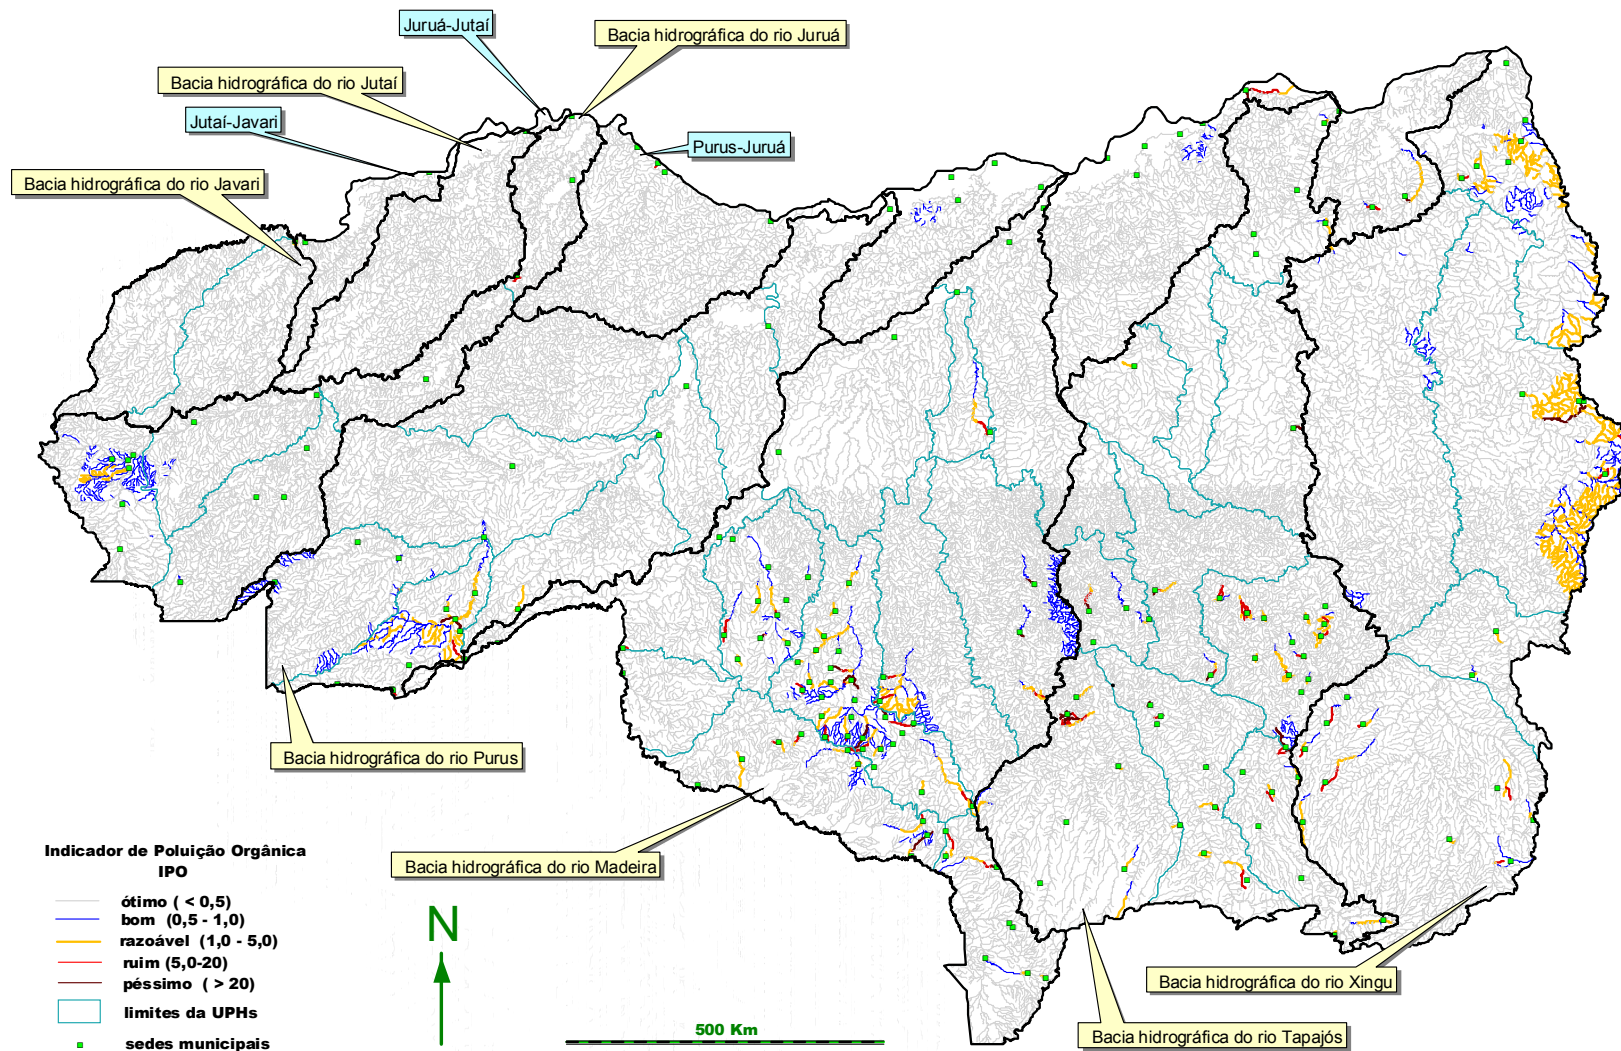 Juruá-Jutaí
Bacia hidrográfica do rio Juruá
Bacia hidrográfica do rio Jutaí
Jutaí-Javari
Purus-Juruá
Bacia hidrográfica do rio Javari
Bacia hidrográfica do rio Purus
Bacia hidrográfica do rio Madeira
Bacia hidrográfica do rio Xingu
Bacia hidrográfica do rio Tapajós
Indicador de Poluição Orgânica
IPO
ótimo ( < 0,5)
bom (0,5 - 1,0)
razoável (1,0 - 5,0)
ruim (5,0-20)
péssimo ( > 20)
limites da UPHs
sedes municipais
N
500 Km